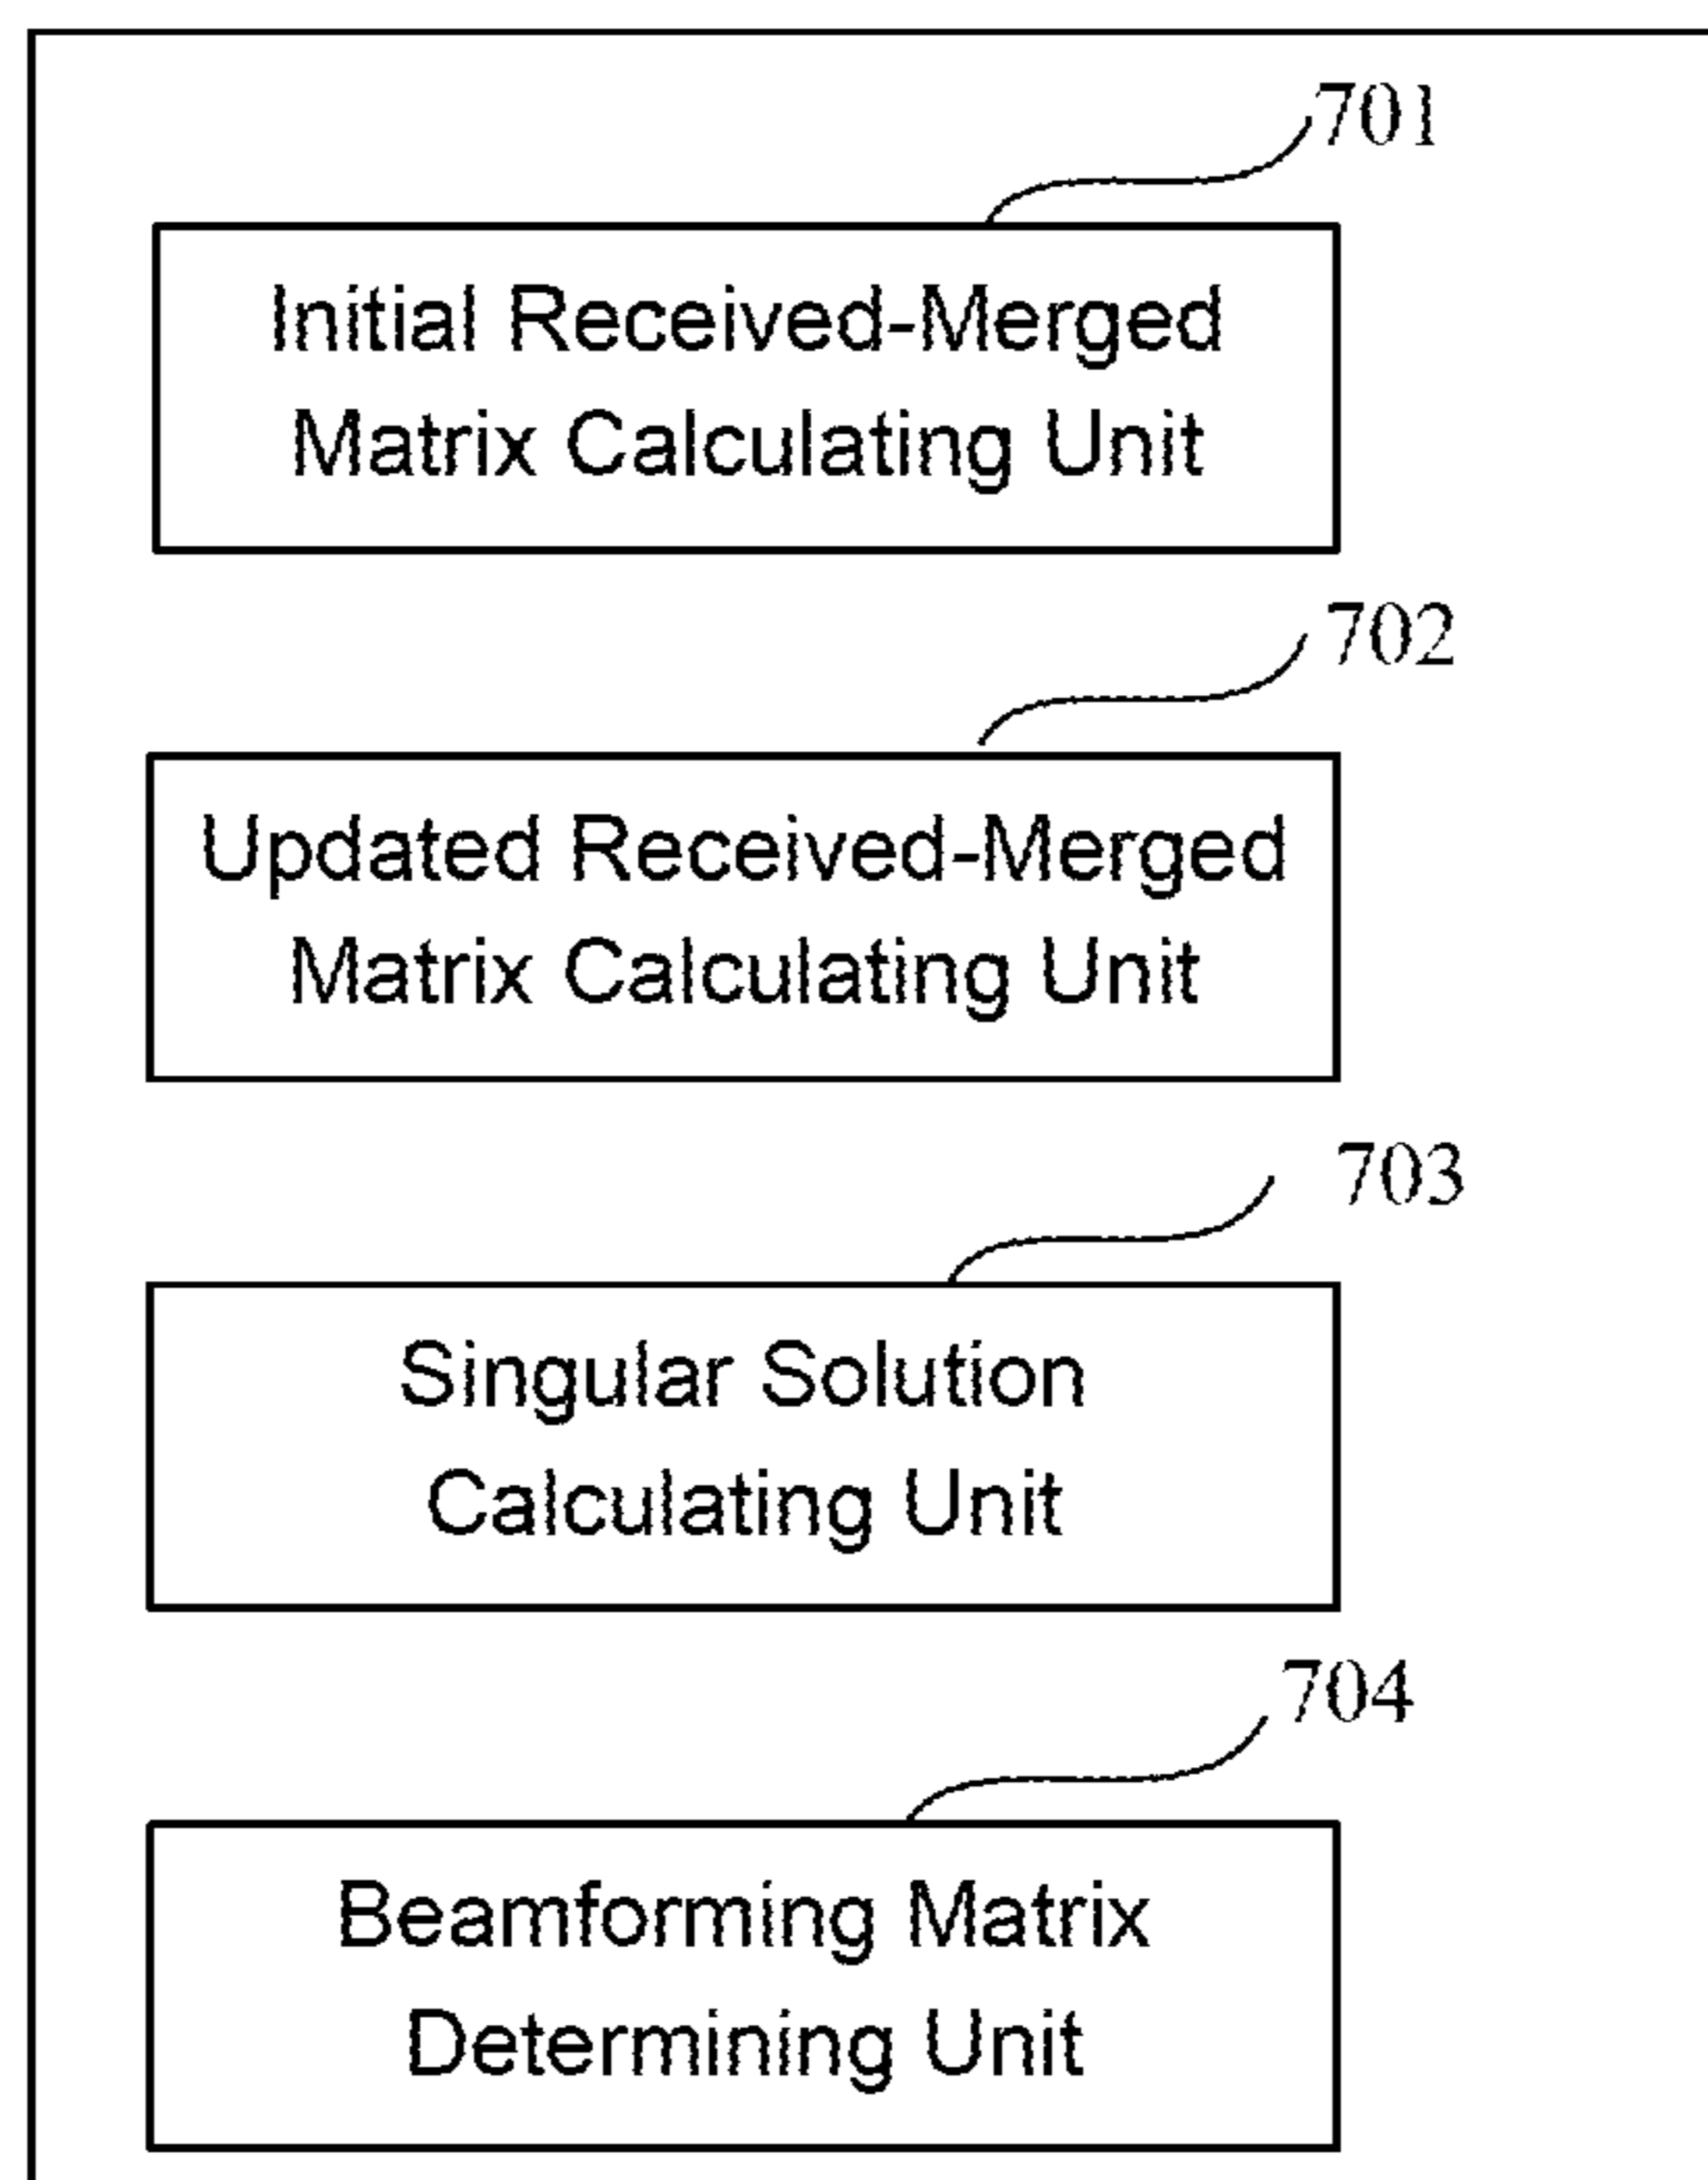 701
Initial Received-Merged
Matrix Calculating Unit
702
Updated Received-Merged
Matrix Calculating Unit
703
Singular Solution
Calculating Unit
704
Beamforming Matrix
Determining Unit